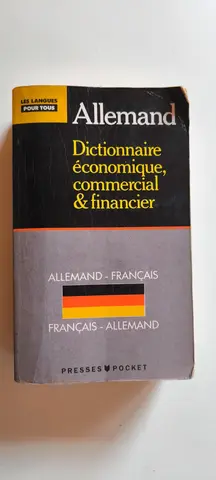 LES LANGUES
POUR TOUS
Allemand
Dictionnaire
économique,
commercial
& financier
ALLEMAND - FRANÇAIS
FRANÇAIS - ALLEMAND
PRESSES POCKET